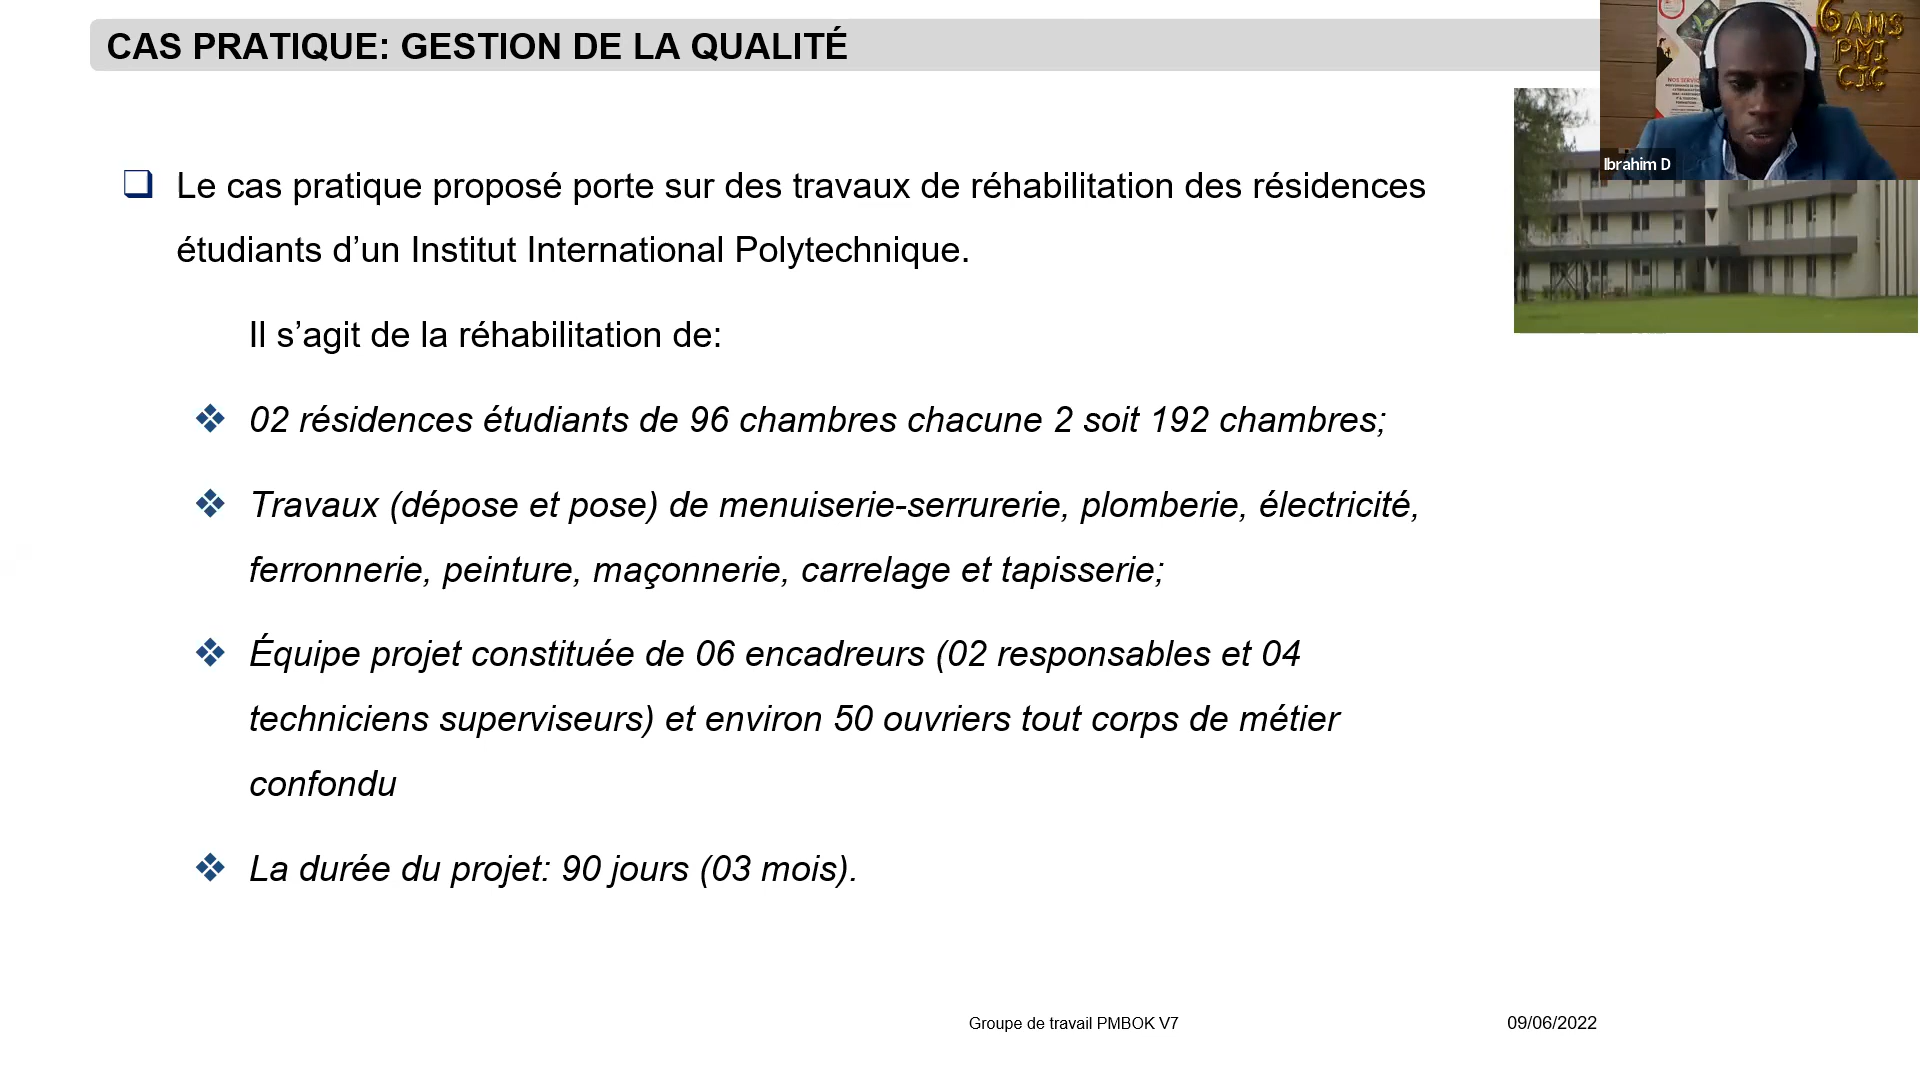 CAS PRATIQUE: GESTION DE LA QUALITÉ
6 ANS
PMI
CIC
NOS SERVICES
Ibrahim D
Le cas pratique proposé porte sur des travaux de réhabilitation des résidences
étudiants d’un Institut International Polytechnique.
Il s’agit de la réhabilitation de:
02 résidences étudiants de 96 chambres chacune 2 soit 192 chambres;
Travaux (dépose et pose) de menuiserie-serrurerie, plomberie, électricité,
ferronnerie, peinture, maçonnerie, carrelage et tapisserie;
Équipe projet constituée de 06 encadreurs (02 responsables et 04
techniciens superviseurs) et environ 50 ouvriers tout corps de métier
confondu
La durée du projet: 90 jours (03 mois).
Groupe de travail PMBOK V7
09/06/2022